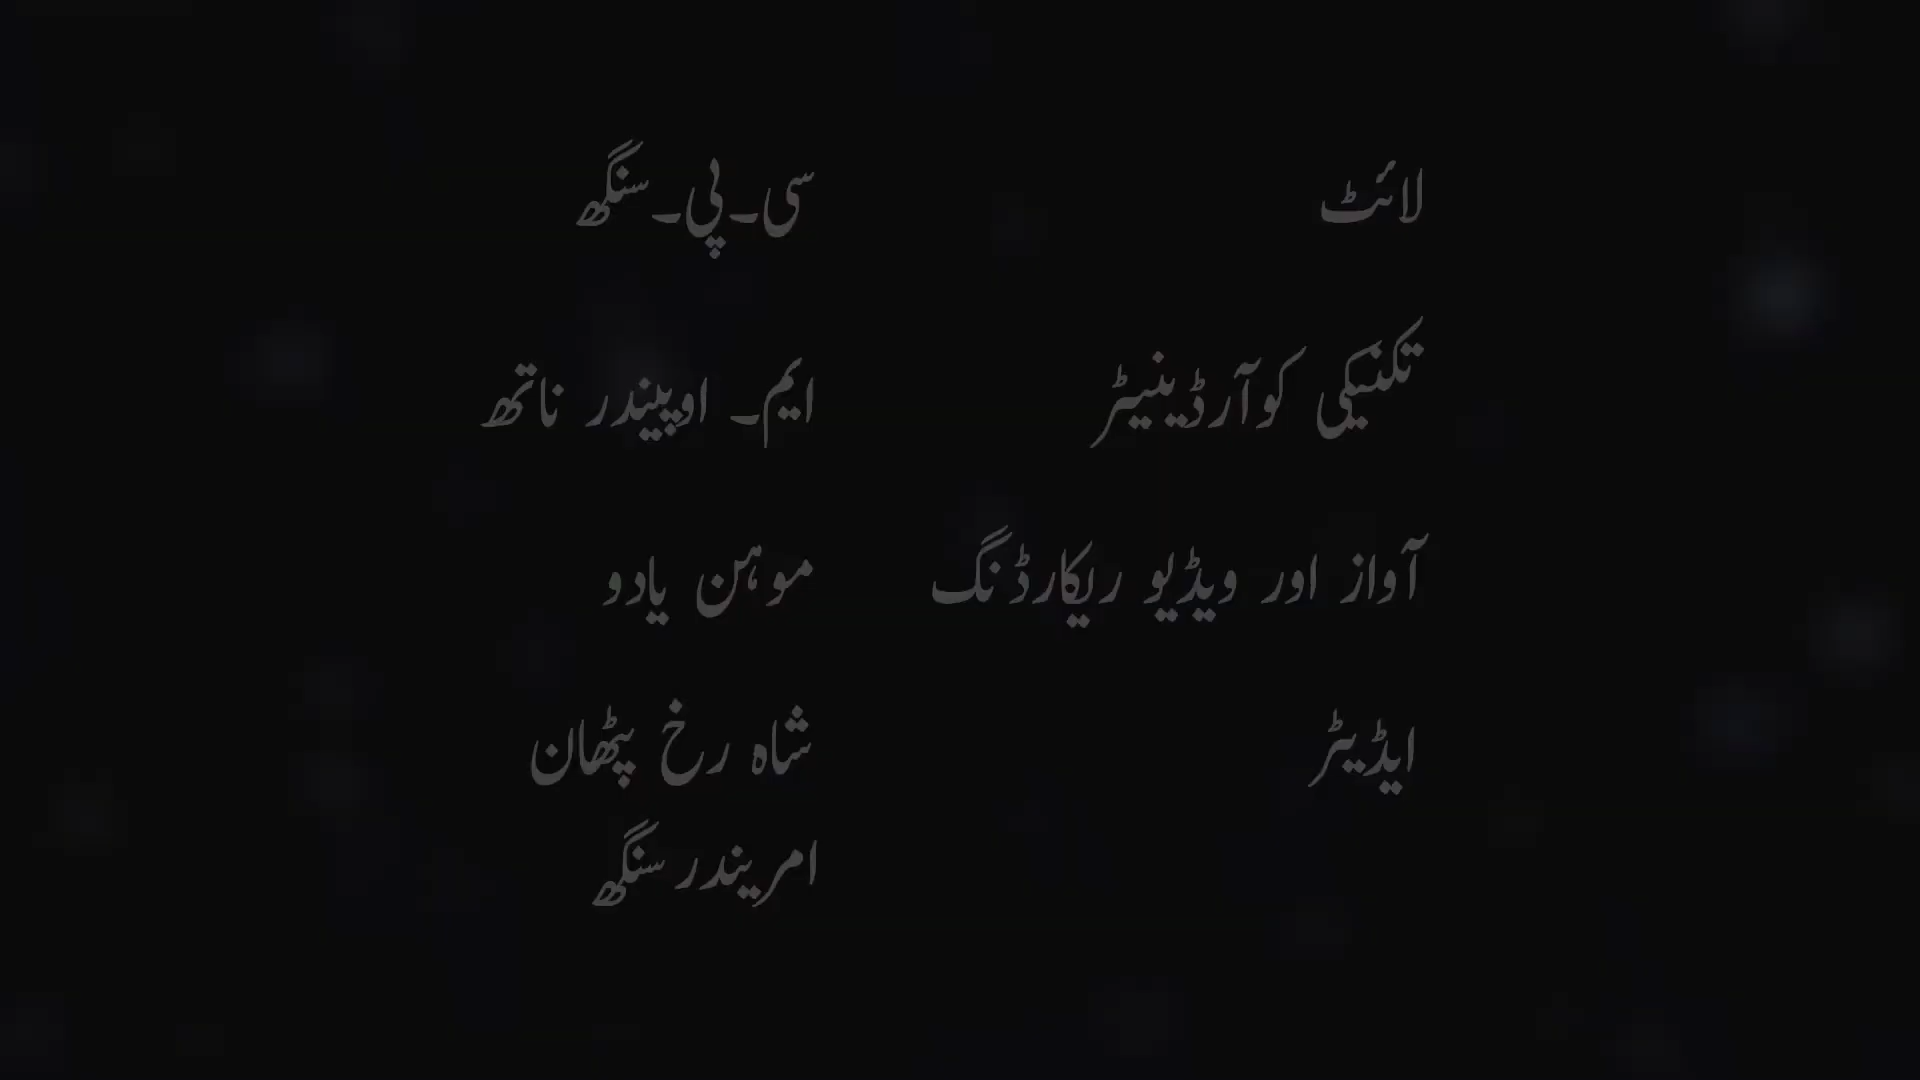 لائٹ سی۔پی۔سنگھ
تکنیکی کوآرڈینیٹر ایم۔ اوپیندر ناتھ
آواز اور ویڈیو ریکارڈنگ موہن یادو
ایڈیٹر شاہ رخ پٹھان
امریندر سنگھ